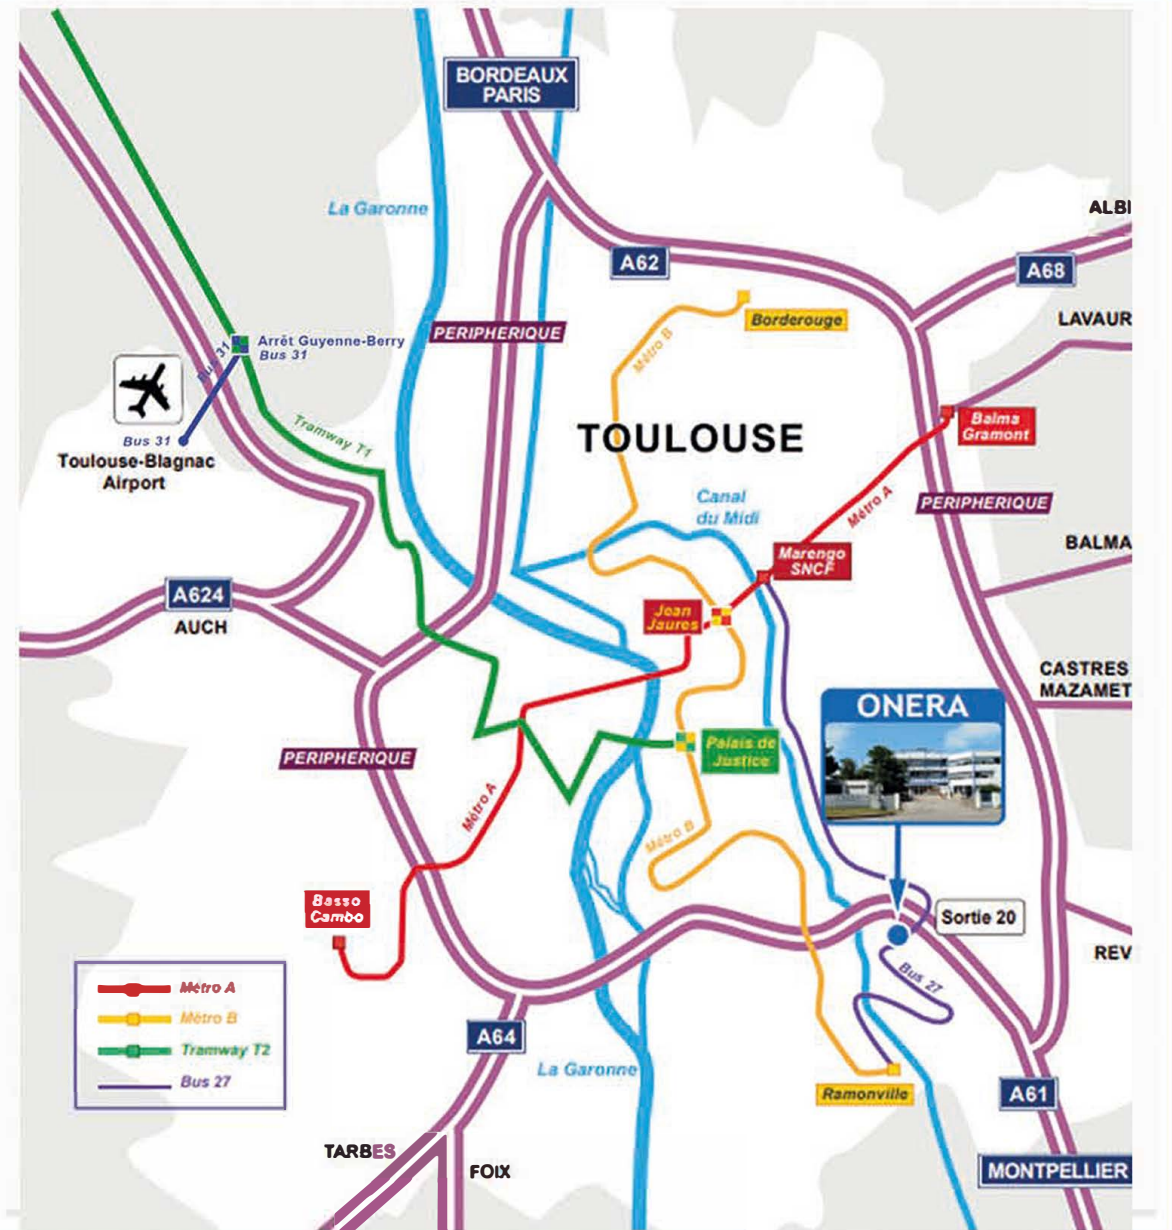 BORDEAUX
PARIS
La Garonne
ALBI
A62
A68
PERIPHERIQUE
Borderouge
LAVAUR
Métro B
Arrêt Guyenne-Berry
Bus 31
Bus 31
Bus 31
Toulouse-Blagnac
Airport
Tramway T1
TOULOUSE
Balma
Gramont
Canal
du Midi
Métro A
PERIPHERIQUE
BALMA
Marengo
SNCF
A624
AUCH
Jean
Jaures
CASTRES
MAZAMET
ONERA
PERIPHERIQUE
Palais de
Justice
Métro A
Métro B
Basso
Cambo
Sortie 20
REV
Bus 27
Métro A
Métro B
Tramway T2
Bus 27
A64
La Garonne
Ramonville
A61
TARBES
FOIX
MONTPELLIER